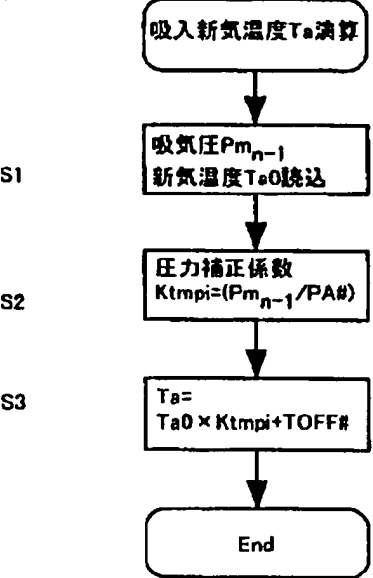 吸入新気温度Ta演算
S1
吸気圧Pmn-1
新気温度Ta0読込
S2
圧力補正係数
Ktmpi=(Pmn-1/PA#)
S3
Ta=
Ta0×Ktmpi+TOFF#
End